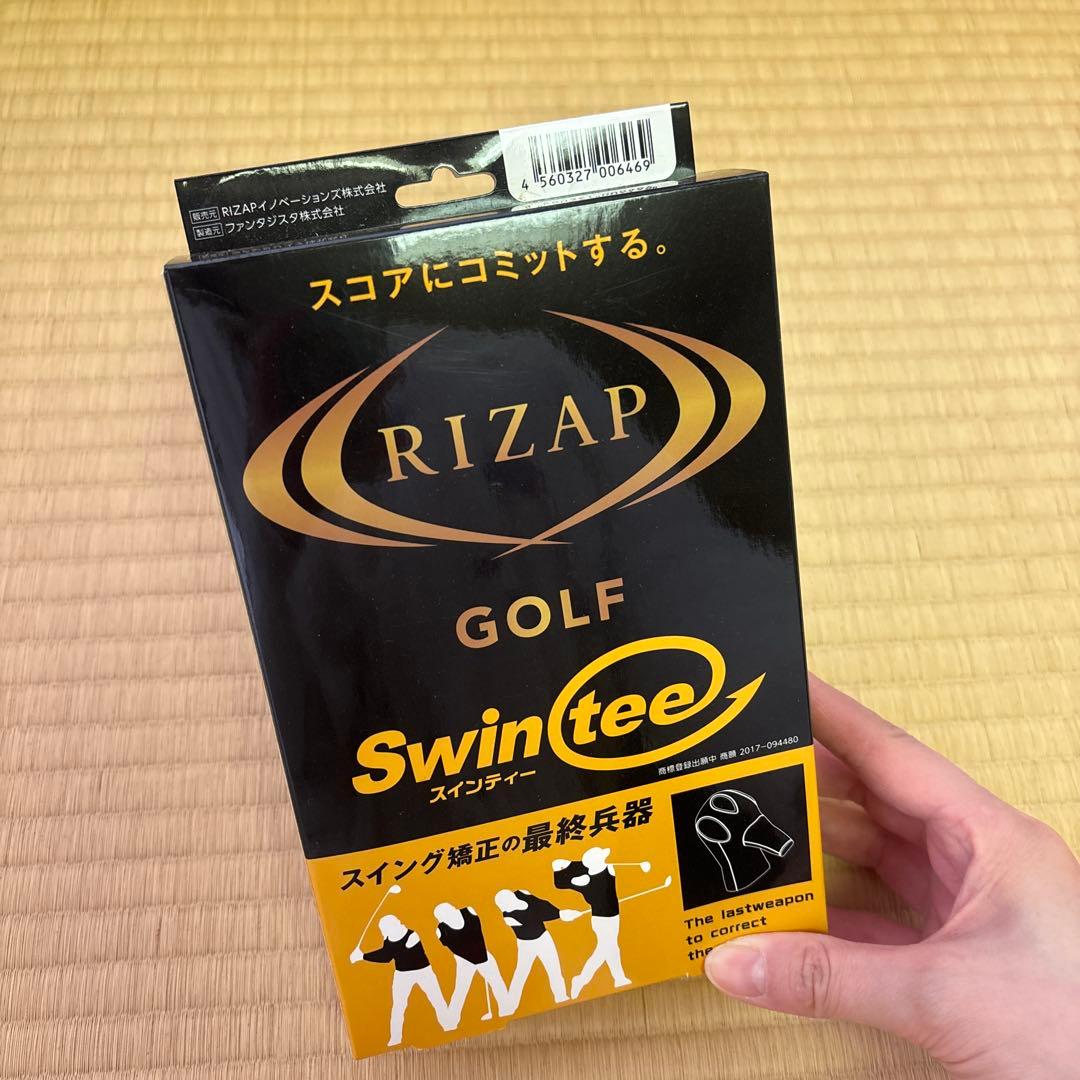 4 560327 006469
販売元 RIZAPイノベーションズ株式会社
製造元 ファンタジスタ株式会社
スコアにコミットする。
RIZAP
GOLF
Swintee
スインティー
商標登録出願中 商願 2017-094480
スイング矯正の最終兵器
The lastweapon
to correct
the